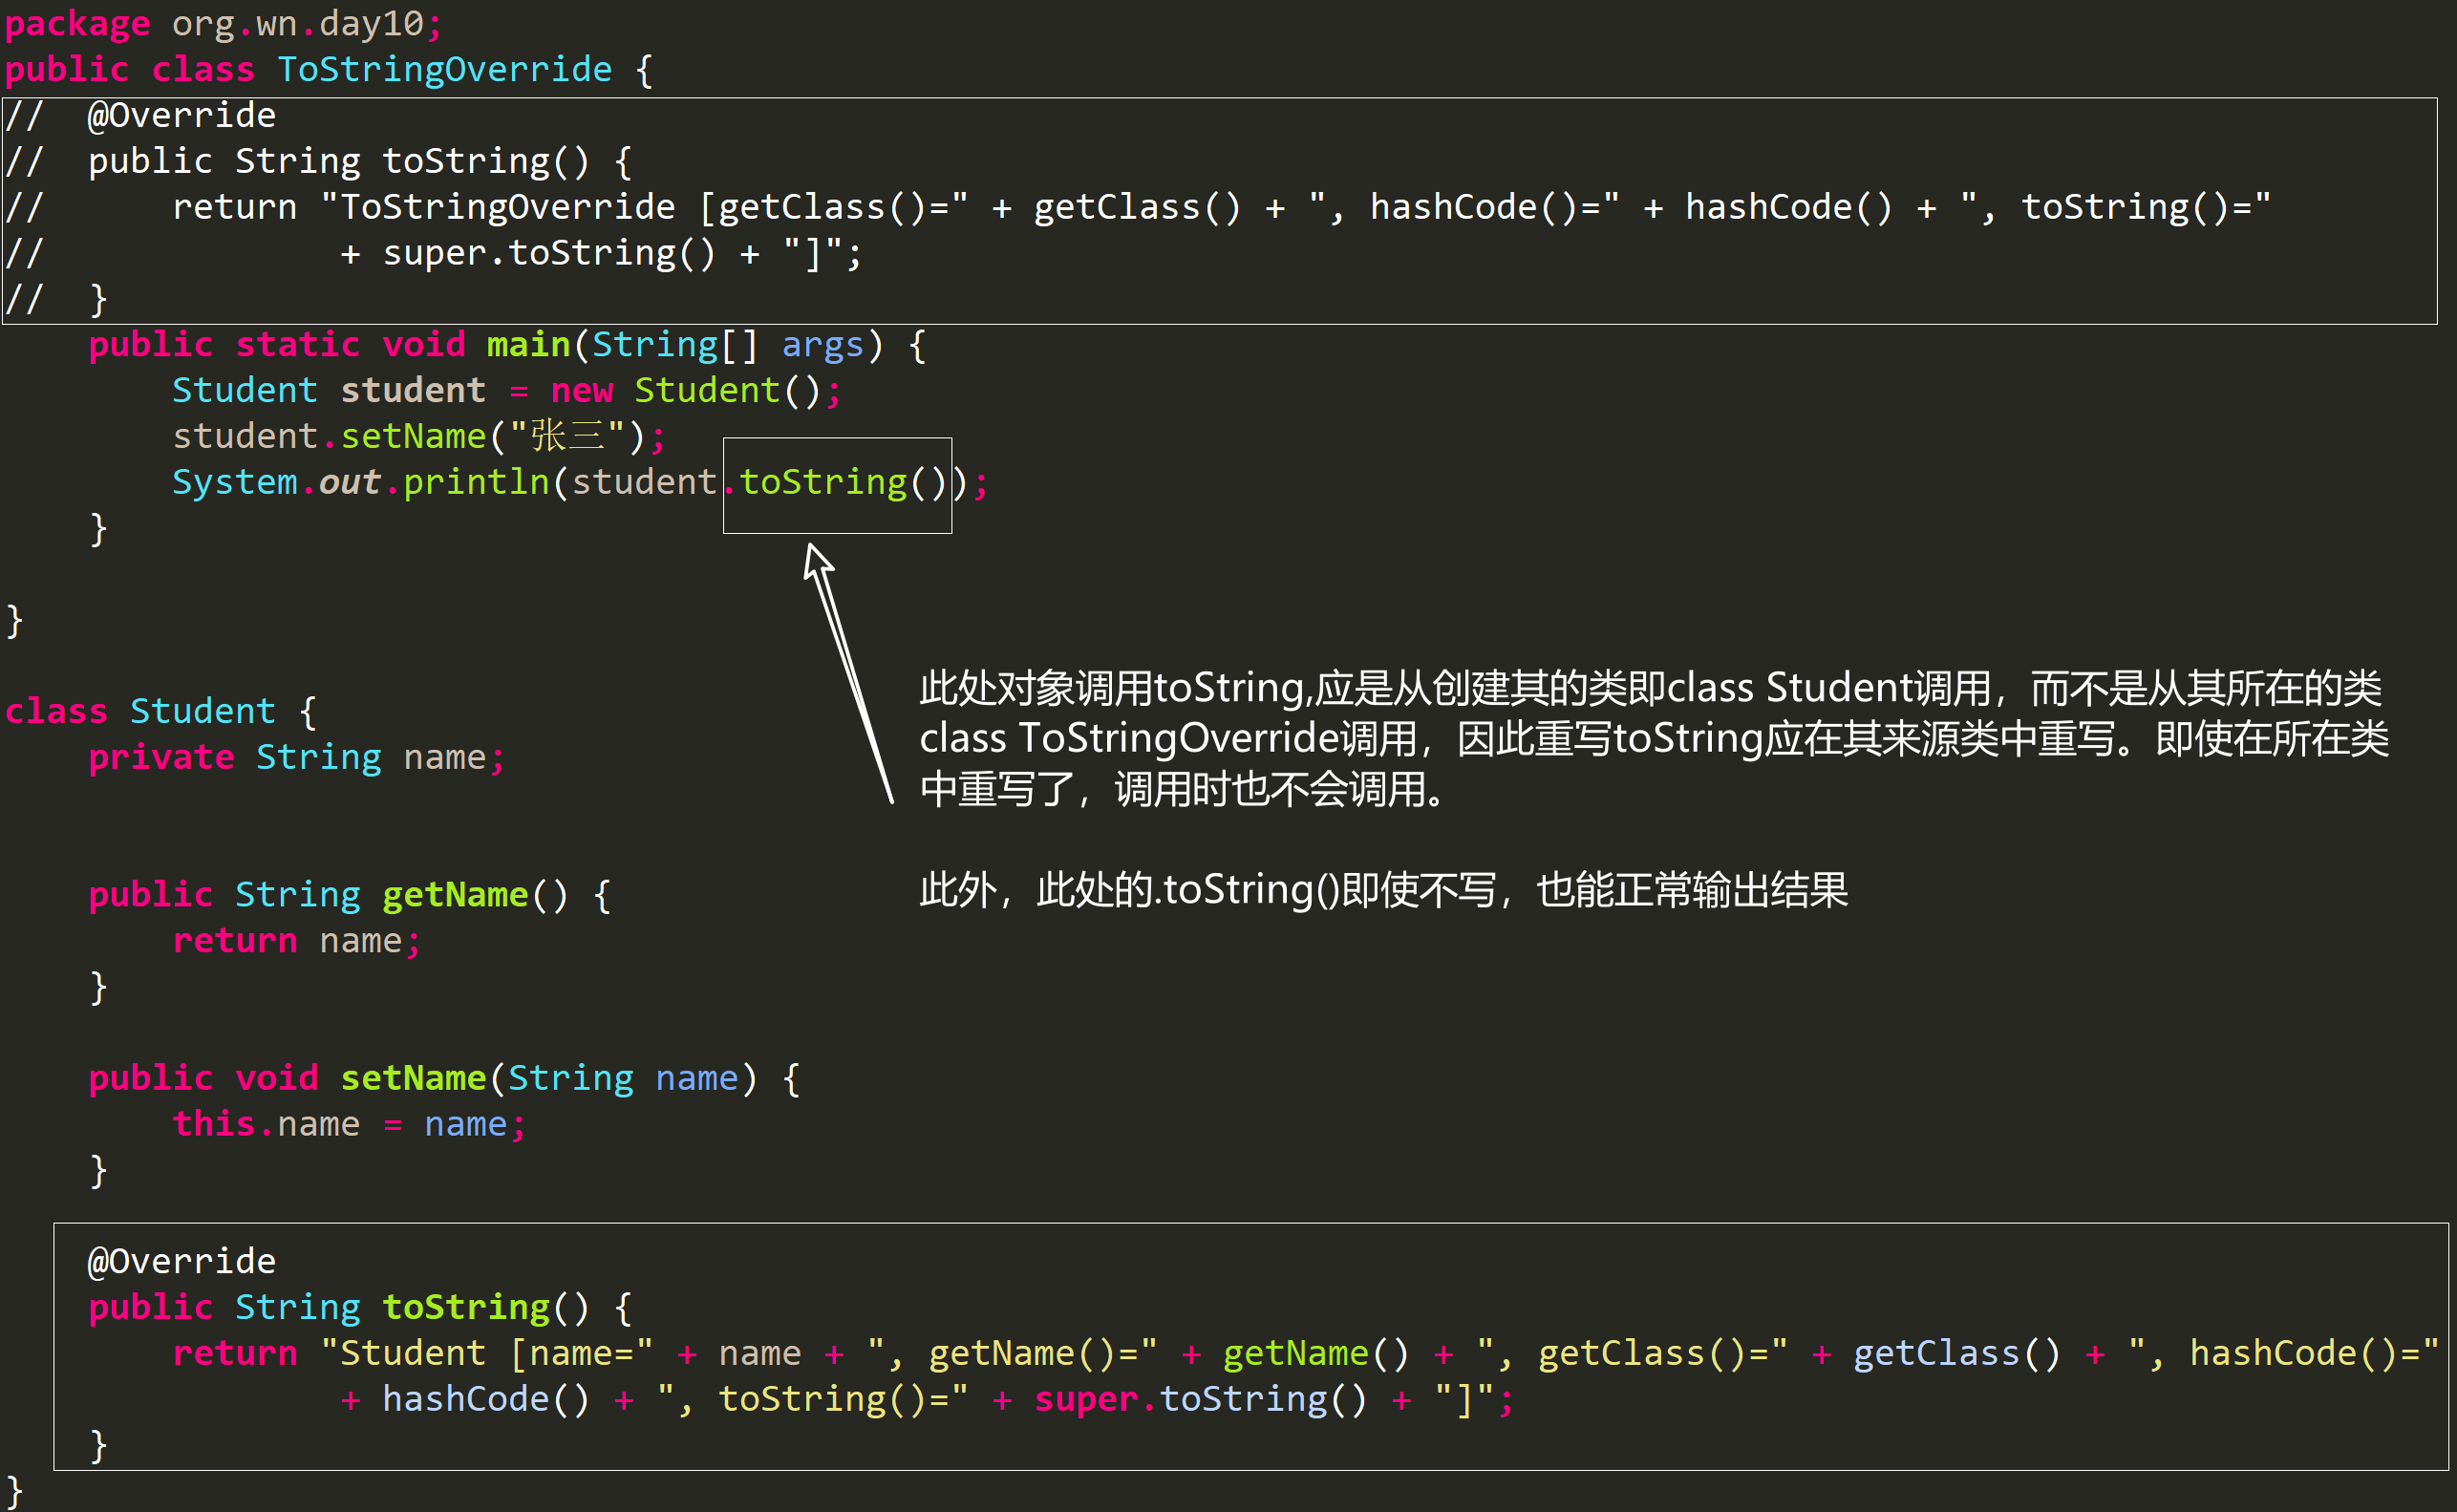 package org.wn.day10;
public class ToStringOverride {
//  @Override
//  public String toString() {
//      return "ToStringOverride [getClass()=" + getClass() + ", hashCode()=" + hashCode() + ", toString()="
//              + super.toString() + "]";
//  }
    public static void main(String[] args) {
        Student student = new Student();
        student.setName("张三");
        System.out.println(student.toString());
    }
}
此处对象调用toString,应是从创建其的类即class Student调用，而不是从其所在的类
class ToStringOverride调用，因此重写toString应在其来源类中重写。即使在所在类
中重写了，调用时也不会调用。
此外，此处的.toString()即使不写，也能正常输出结果
class Student {
    private String name;
    public String getName() {
        return name;
    }
    public void setName(String name) {
        this.name = name;
    }
    @Override
    public String toString() {
        return "Student [name=" + name + ", getName()=" + getName() + ", getClass()=" + getClass() + ", hashCode()="
                + hashCode() + ", toString()=" + super.toString() + "]";
    }
}